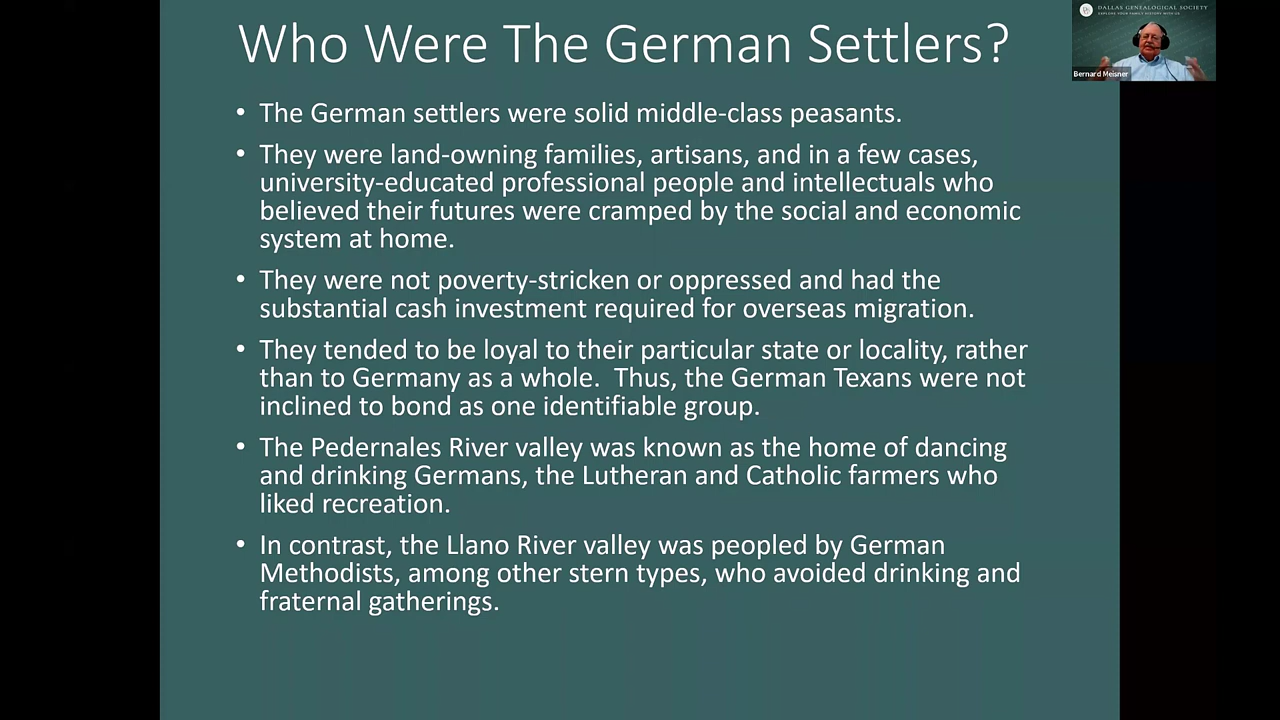 Who Were The German Settlers?
DALLAS GENEALOGICAL SOCIETY
EXPLORE YOUR FAMILY HISTORY WITH US
Bernard Meisner
• The German settlers were solid middle-class peasants.
• They were land-owning families, artisans, and in a few cases,
university-educated professional people and intellectuals who
believed their futures were cramped by the social and economic
system at home.
• They were not poverty-stricken or oppressed and had the
substantial cash investment required for overseas migration.
• They tended to be loyal to their particular state or locality, rather
than to Germany as a whole.  Thus, the German Texans were not
inclined to bond as one identifiable group.
• The Pedernales River valley was known as the home of dancing
and drinking Germans, the Lutheran and Catholic farmers who
liked recreation.
• In contrast, the Llano River valley was peopled by German
Methodists, among other stern types, who avoided drinking and
fraternal gatherings.